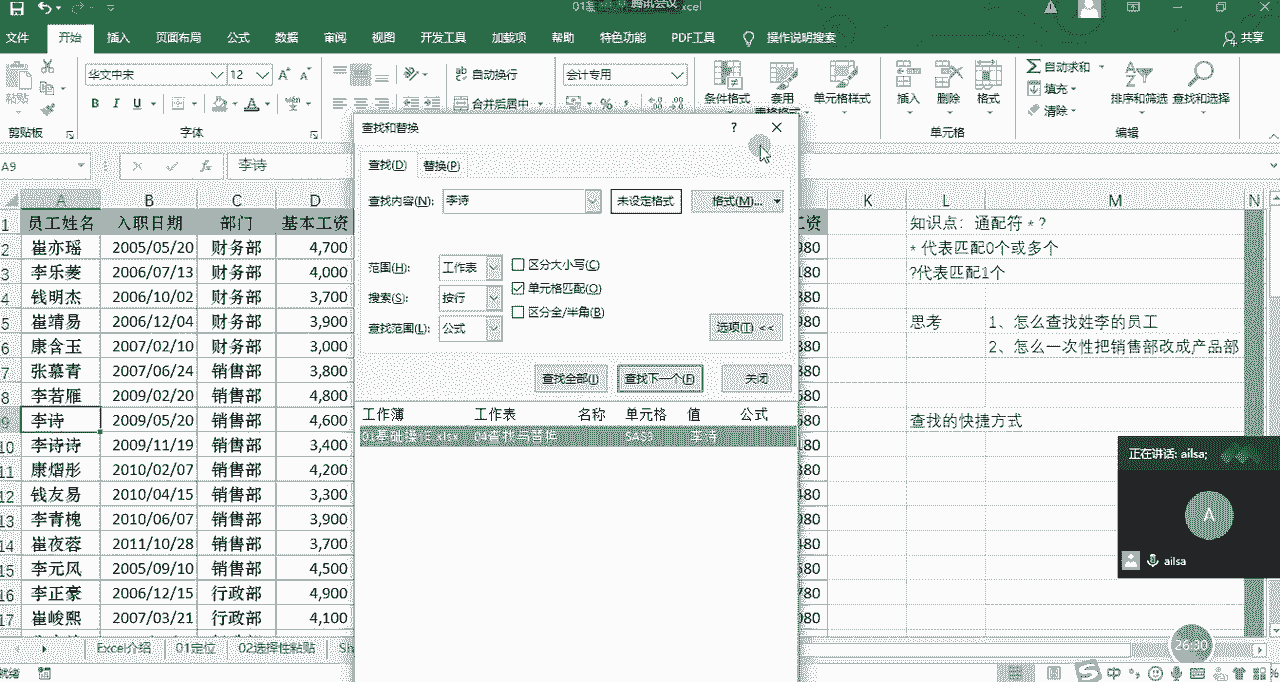 腾讯会议
文件 开始 插入 页面布局 公式 数据 审阅 视图 开发工具 加载项 帮助 特色功能 PDF工具 操作说明搜索 共享
华文中宋 12 自动换行 会计专用
粘贴 B I U 合并后居中 条件格式 套用 单元格样式 插入 删除 格式 自动求和 填充 清除 排序和筛选 查找和选择
表格格式
剪贴板 字体 单元格 编辑
A9 李诗
A B C D K L M N
1 员工姓名 入职日期 部门 基本工资 知识点：通配符 * ?
2 崔亦瑶 2005/05/20 财务部 4,700 980 * 代表匹配0个或多个
3 李乐菱 2006/07/13 财务部 4,000 ?代表匹配1个
4 钱明杰 2006/10/02 财务部 3,700
5 崔靖易 2006/12/04 财务部 3,900 思考 1、怎么查找姓李的员工
6 康含玉 2007/02/10 财务部 3,000 2、怎么一次性把销售部改成产品部
7 张慕青 2007/06/24 销售部 3,800
8 李若雁 2009/02/20 销售部 4,800
9 李诗 2009/05/20 销售部 4,600 查找的快捷方式
10 李诗诗 2009/11/19 销售部 3,400
11 康熠彤 2010/02/07 销售部 4,200
12 钱友易 2010/04/15 销售部 3,300
13 李青槐 2010/06/07 销售部 3,900
14 崔夜蓉 2011/10/28 销售部 3,700
15 李元风 2005/09/10 销售部 4,500
16 李正豪 2006/12/15 行政部 4,900
17 崔峻熙 2007/03/21 行政部 4,100
查找和替换 ?
查找(D) 替换(P)
查找内容(N): 李诗 未设定格式 格式(M)...
范围(H): 工作表 区分大小写(C)
搜索(S): 按行 单元格匹配(O)
查找范围(L): 公式 区分全/半角(B)
选项(T) <<
查找全部(I) 查找下一个(F) 关闭
工作簿 工作表 名称 单元格 值 公式
01基础操作.xlsx 04查找与替换 $A$9 李诗
正在讲话: ailsa;
A
ailsa
Excel介绍 01定位 02选择性粘贴 Sh
26:30
就绪 中